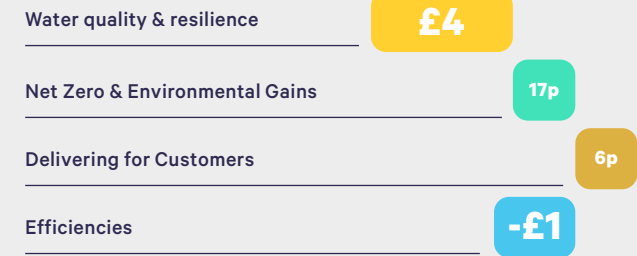 Water quality & resilience £4
Net Zero & Environmental Gains 17p
Delivering for Customers 6p
Efficiencies -£1